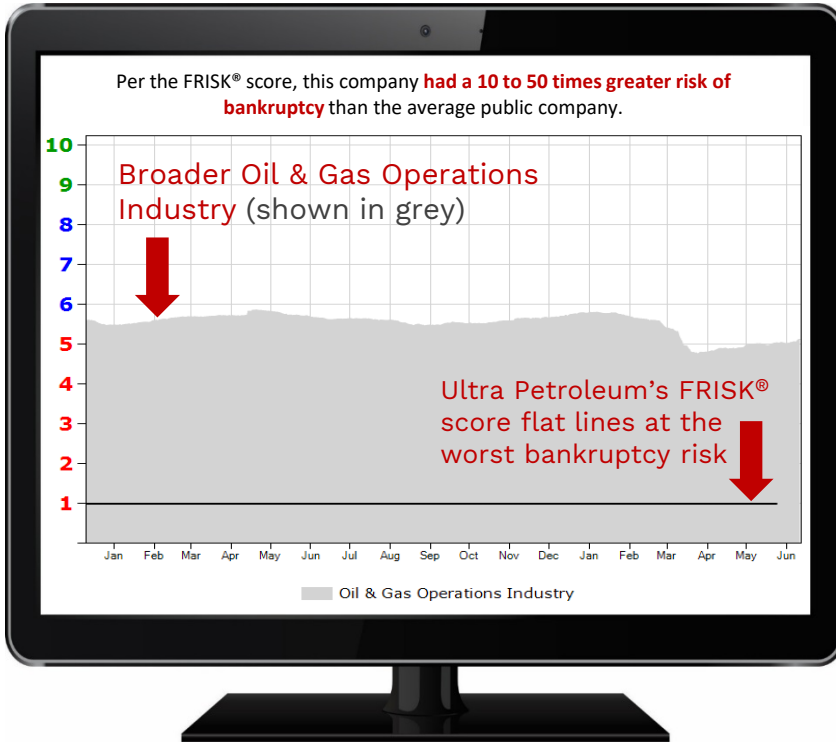 Per the FRISK® score, this company had a 10 to 50 times greater risk of
bankruptcy than the average public company.
10
9
8
7
6
5
4
3
2
1
Broader Oil & Gas Operations
Industry (shown in grey)
Ultra Petroleum’s FRISK®
score flat lines at the
worst bankruptcy risk
Jan Feb Mar Apr May Jun Jul Aug Sep Oct Nov Dec Jan Feb Mar Apr May Jun
Oil & Gas Operations Industry